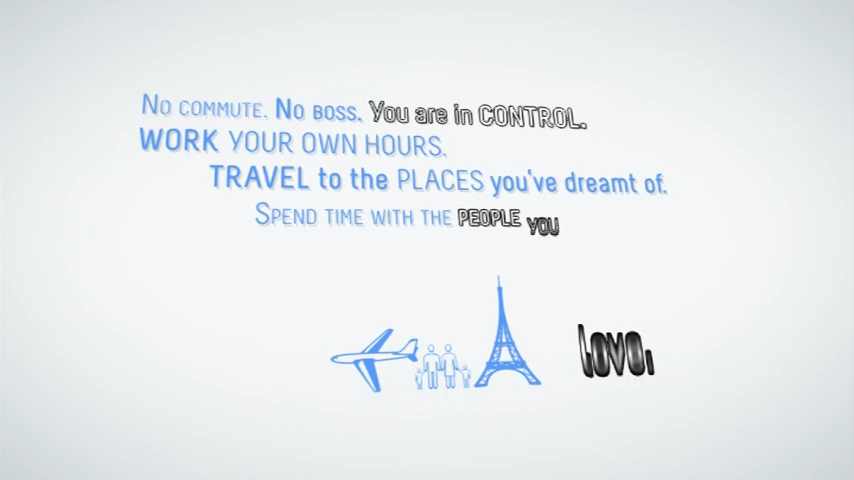 No commute. No boss. You are in CONTROL.
WORK YOUR OWN HOURS.
TRAVEL to the PLACES you've dreamt of.
Spend time with the PEOPLE YOU
LOVO.